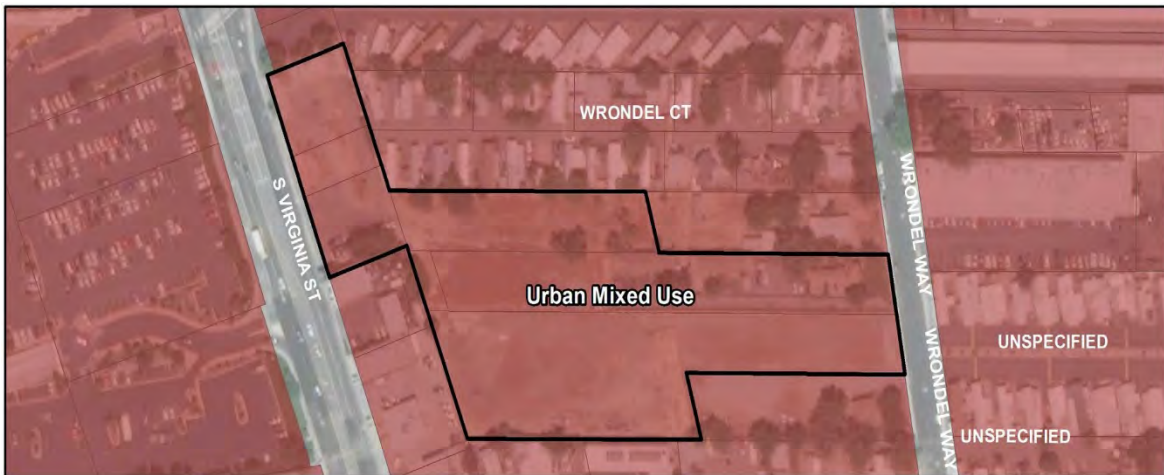 WRONDEL CT
S VIRGINIA ST
WRONDEL WAY
Urban Mixed Use
WRONDEL WAY
UNSPECIFIED
UNSPECIFIED